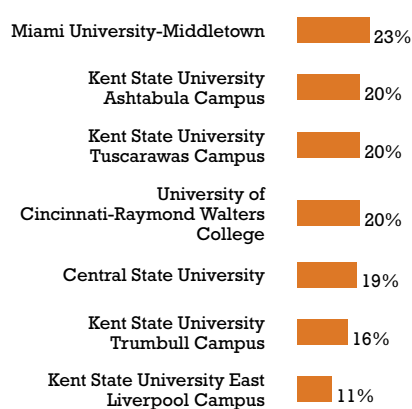 Miami University-Middletown 23%
Kent State University
Ashtabula Campus 20%
Kent State University
Tuscarawas Campus 20%
University of
Cincinnati-Raymond Walters
College 20%
Central State University 19%
Kent State University
Trumbull Campus 16%
Kent State University East
Liverpool Campus 11%